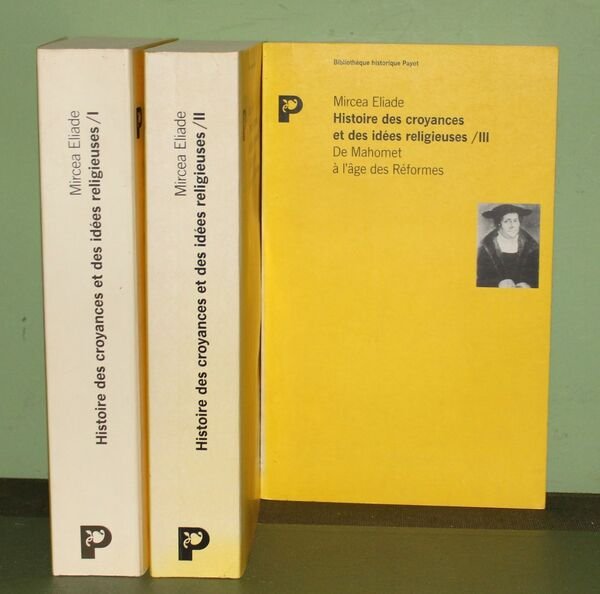 Mircea Eliade
Histoire des croyances et des idées religieuses /I
P
Mircea Eliade
Histoire des croyances et des idées religieuses /II
P
Bibliothèque historique Payot
P
Mircea Eliade
Histoire des croyances
et des idées religieuses /III
De Mahomet
à l'âge des Réformes